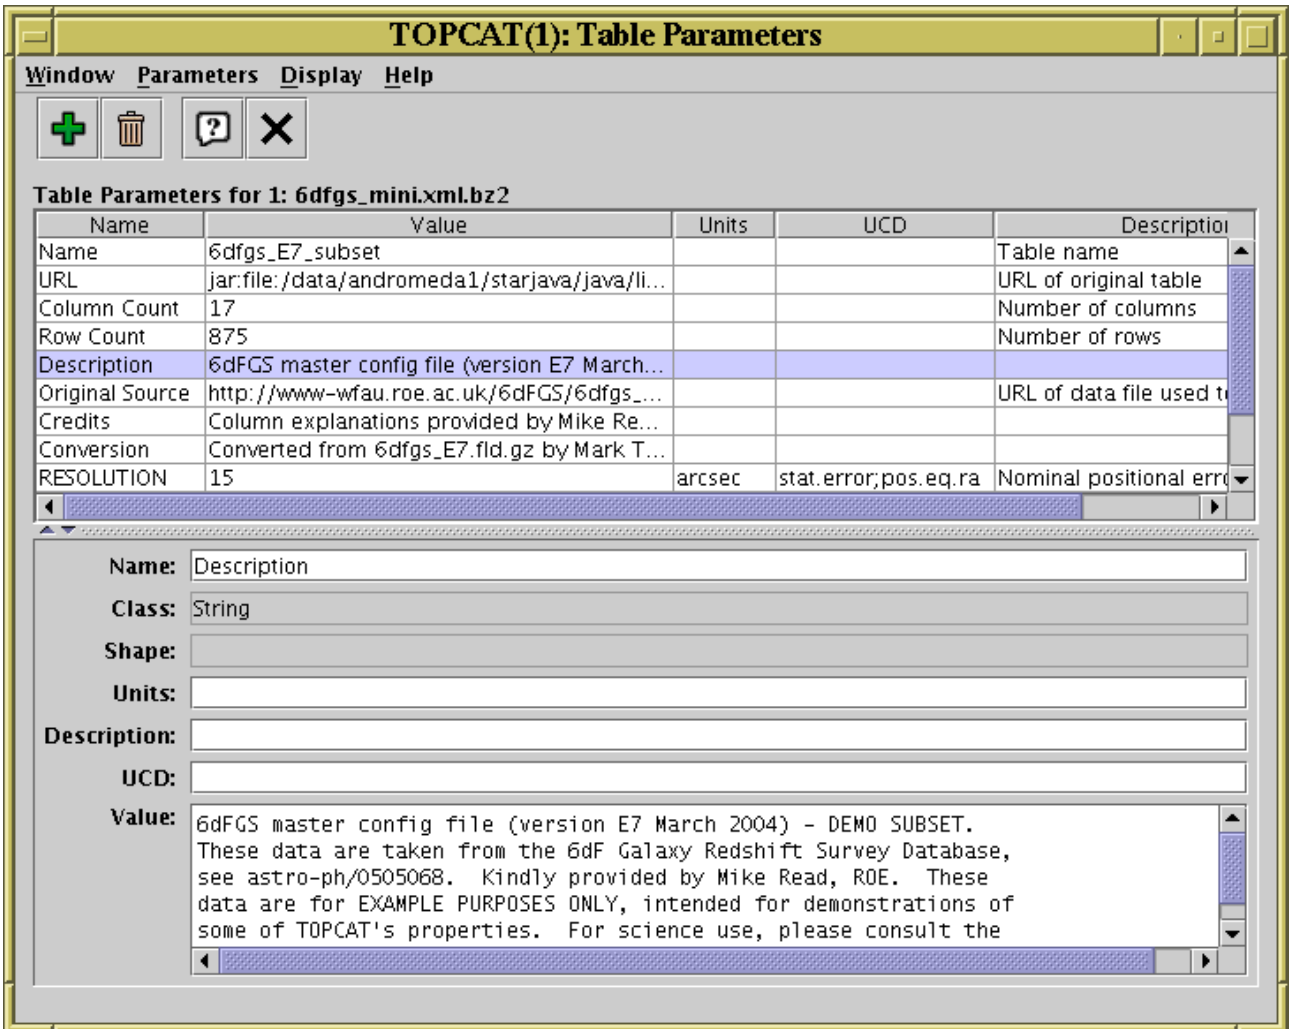 TOPCAT(1): Table Parameters
Window Parameters Display Help
Table Parameters for 1: 6dfgs_mini.xml.bz2
Name Value Units UCD Description
Name 6dfgs_E7_subset Table name
URL jar:file:/data/andromeda1/starjava/java/li... URL of original table
Column Count 17 Number of columns
Row Count 875 Number of rows
Description 6dFGS master config file (version E7 March...
Original Source http://www-wfau.roe.ac.uk/6dFGS/6dfgs_... URL of data file used t
Credits Column explanations provided by Mike Re...
Conversion Converted from 6dfgs_E7.fld.gz by Mark T...
RESOLUTION 15 arcsec stat.error;pos.eq.ra Nominal positional err
Name: Description
Class: String
Shape:
Units:
Description:
UCD:
Value: 6dFGS master config file (version E7 March 2004) - DEMO SUBSET.
These data are taken from the 6dF Galaxy Redshift Survey Database,
see astro-ph/0505068. Kindly provided by Mike Read, ROE. These
data are for EXAMPLE PURPOSES ONLY, intended for demonstrations of
some of TOPCAT's properties. For science use, please consult the